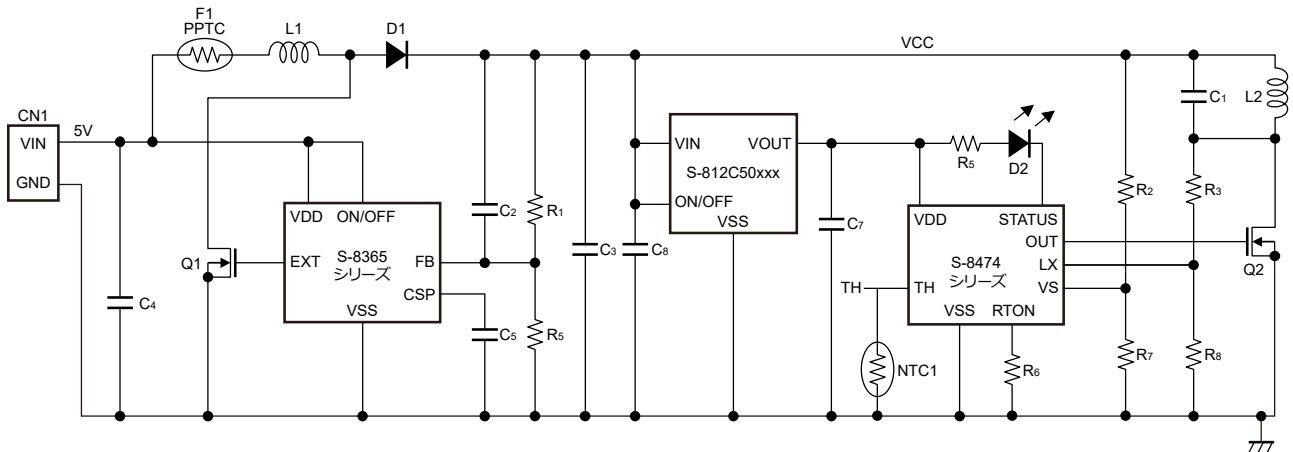 F1
PPTC
L1
D1
VCC
C1
L2
CN1
5V
VIN
GND
VDD
ON/OFF
S-8365
シリーズ
EXT
FB
CSP
VSS
Q1
C4
C2
R1
C5
R5
C3
C8
VIN
VOUT
S-812C50xxx
ON/OFF
VSS
C7
R5
D2
VDD
STATUS
OUT
S-8474
シリーズ
LX
TH
TH
VS
VSS
RTON
NTC1
R6
R2
R3
Q2
R7
R8